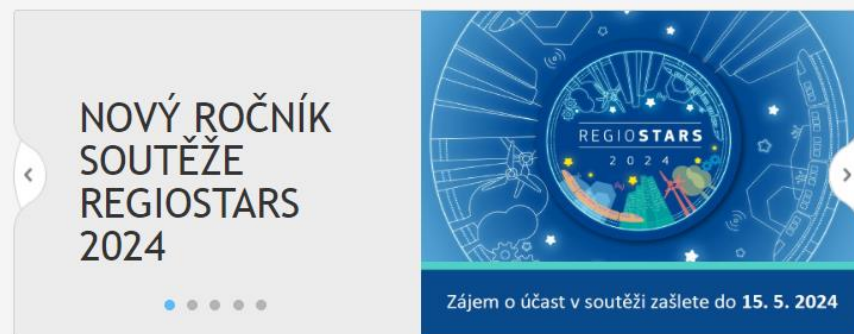 NOVÝ ROČNÍK
SOUTĚŽE
REGIOSTARS
2024
REGIOSTARS
2024
Zájem o účast v soutěži zašlete do 15. 5. 2024